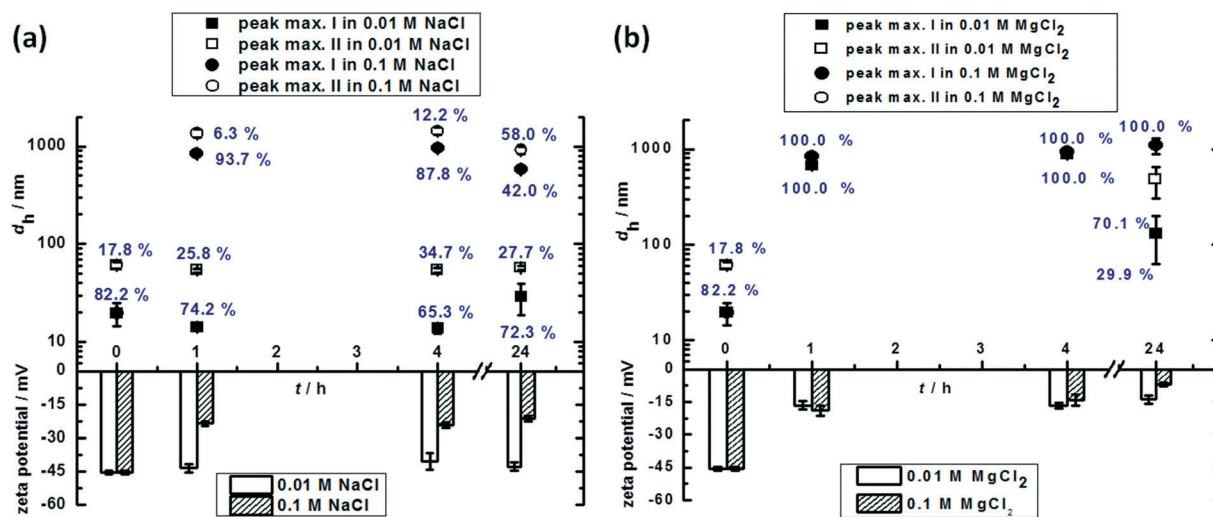 (a)
peak max. I in 0.01 M NaCl
peak max. II in 0.01 M NaCl
peak max. I in 0.1 M NaCl
peak max. II in 0.1 M NaCl
12.2 %
6.3 %
58.0 %
1000
93.7 %
87.8 %
42.0 %
d_h / nm
17.8 %
25.8 %
34.7 %
27.7 %
100
82.2 %
74.2 %
65.3 %
72.3 %
10
0 1 2 3 4 24
t / h
0
-15
-30
-45
-60
zeta potential / mV
0.01 M NaCl
0.1 M NaCl
(b)
peak max. I in 0.01 M MgCl₂
peak max. II in 0.01 M MgCl₂
peak max. I in 0.1 M MgCl₂
peak max. II in 0.1 M MgCl₂
100.0 %
100.0 %
100.0 %
1000
100.0 %
100.0 %
d_h / nm
70.1 %
17.8 %
100
29.9 %
82.2 %
10
0 1 2 3 4 24
t / h
0
-15
-30
-45
-60
zeta potential / mV
0.01 M MgCl₂
0.1 M MgCl₂